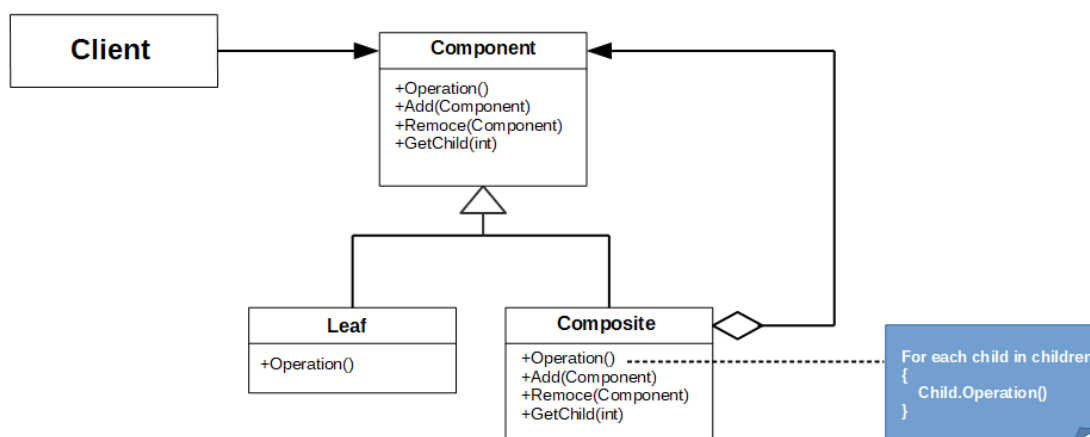 Client
Component
+Operation()
+Add(Component)
+Remoce(Component)
+GetChild(int)
Leaf
+Operation()
Composite
+Operation()
+Add(Component)
+Remoce(Component)
+GetChild(int)
For each child in children
{
Child.Operation()
}